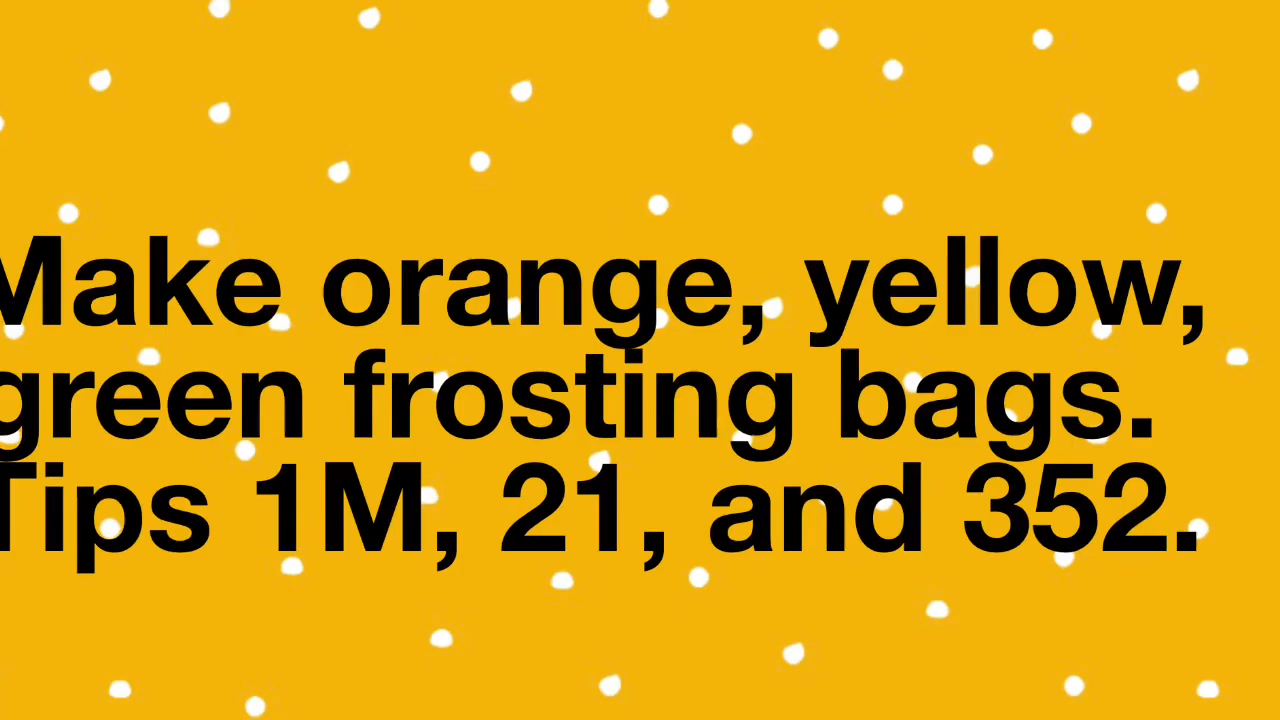 Make orange, yellow,
green frosting bags.
Tips 1M, 21, and 352.